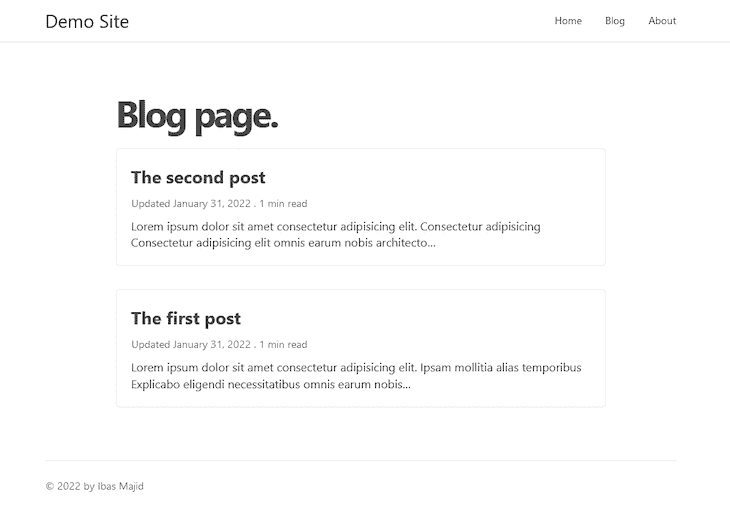 Demo Site
Home Blog About
Blog page.
The second post
Updated January 31, 2022 . 1 min read
Lorem ipsum dolor sit amet consectetur adipisicing elit. Consectetur adipisicing
Consectetur adipisicing elit omnis earum nobis architecto...
The first post
Updated January 31, 2022 . 1 min read
Lorem ipsum dolor sit amet consectetur adipisicing elit. Ipsam mollitia alias temporibus
Explicabo eligendi necessitatibus omnis earum nobis...
© 2022 by Ibas Majid